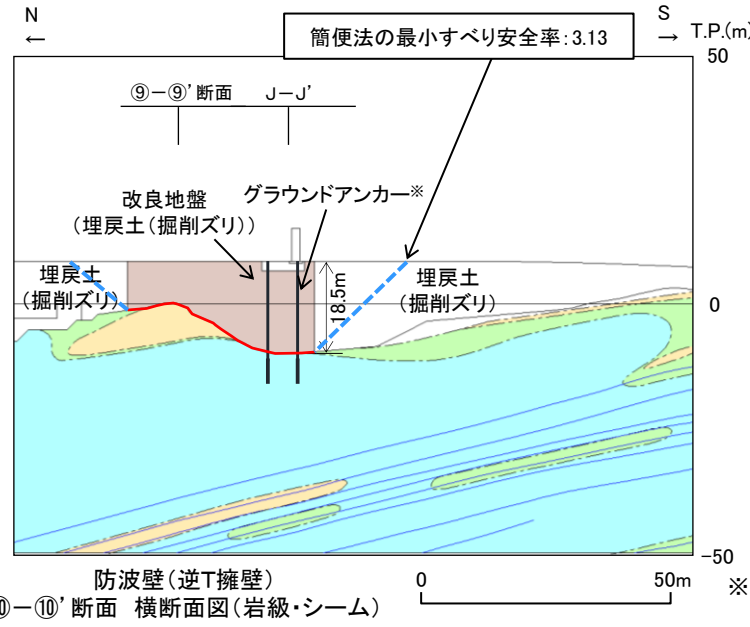 N
←
S
→
T.P.(m)
簡便法の最小すべり安全率:3.13
50
⑨-⑨'断面 J-J'
改良地盤
(埋戻土(掘削ズリ))
グラウンドアンカー※
埋戻土
(掘削ズリ)
18.5m
埋戻土
(掘削ズリ)
0
-50
防波壁(逆T擁壁)
⑩-⑩'断面 横断面図(岩級・シーム)
0 50m
※